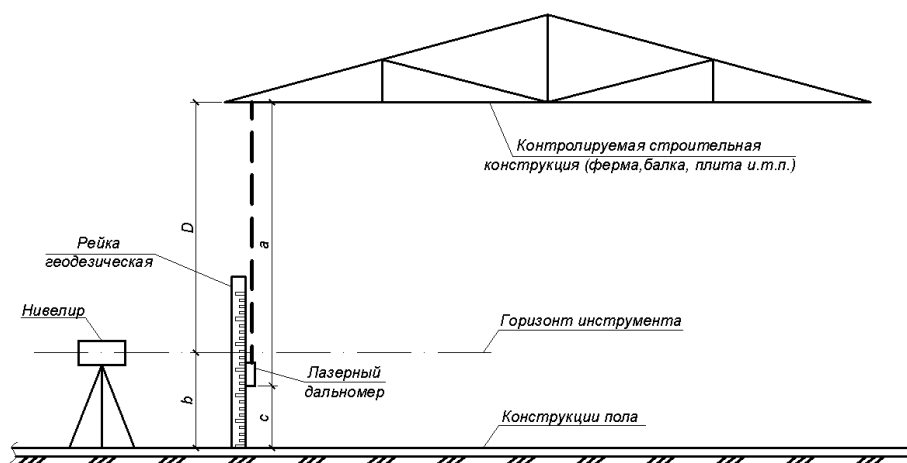 Контролируемая строительная
конструкция (ферма,балка, плита и.т.п.)
D
a
Рейка
геодезическая
Нивелир
Горизонт инструмента
Лазерный
дальномер
b
c
Конструкции пола